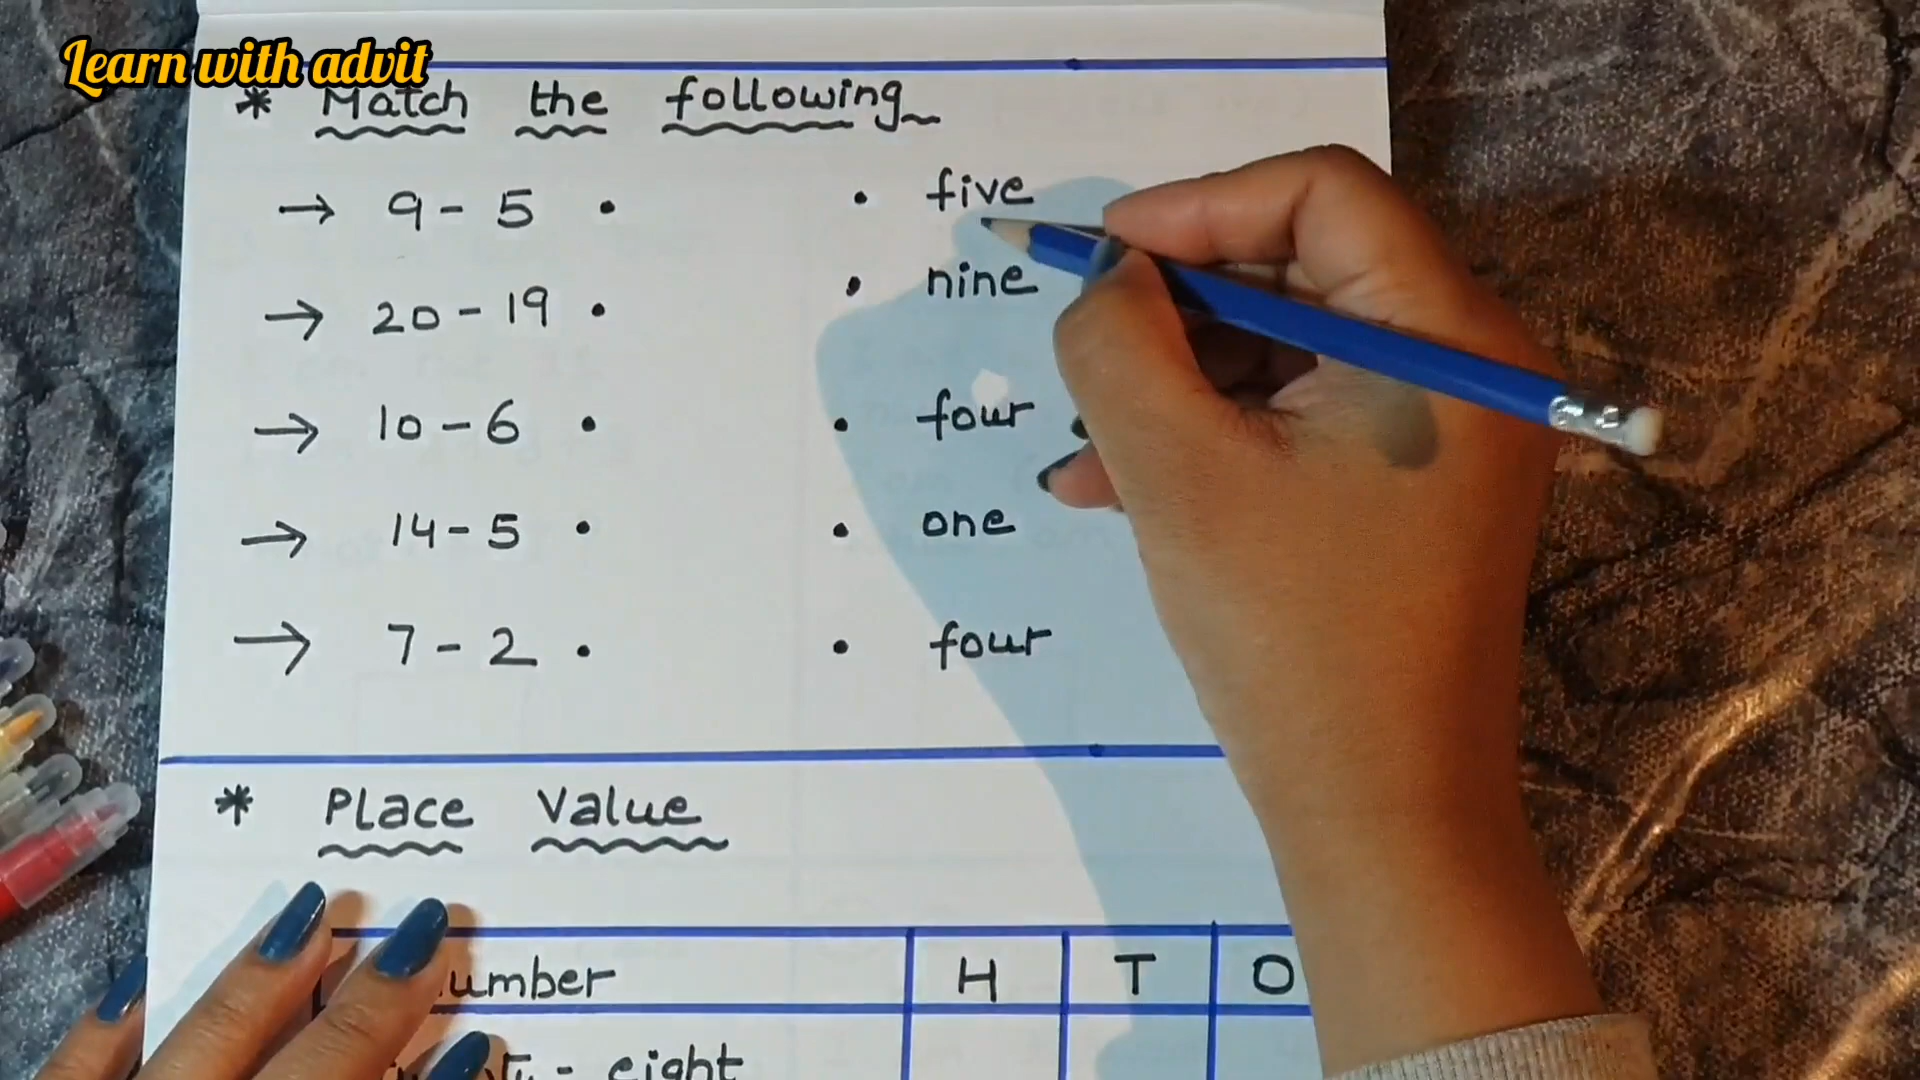 Learn with advit
* Match the following
→ 9 - 5 • • five
→ 20 - 19 • • nine
→ 10 - 6 • • four
→ 14 - 5 • • one
→ 7 - 2 • • four
* Place Value
H T O
eight